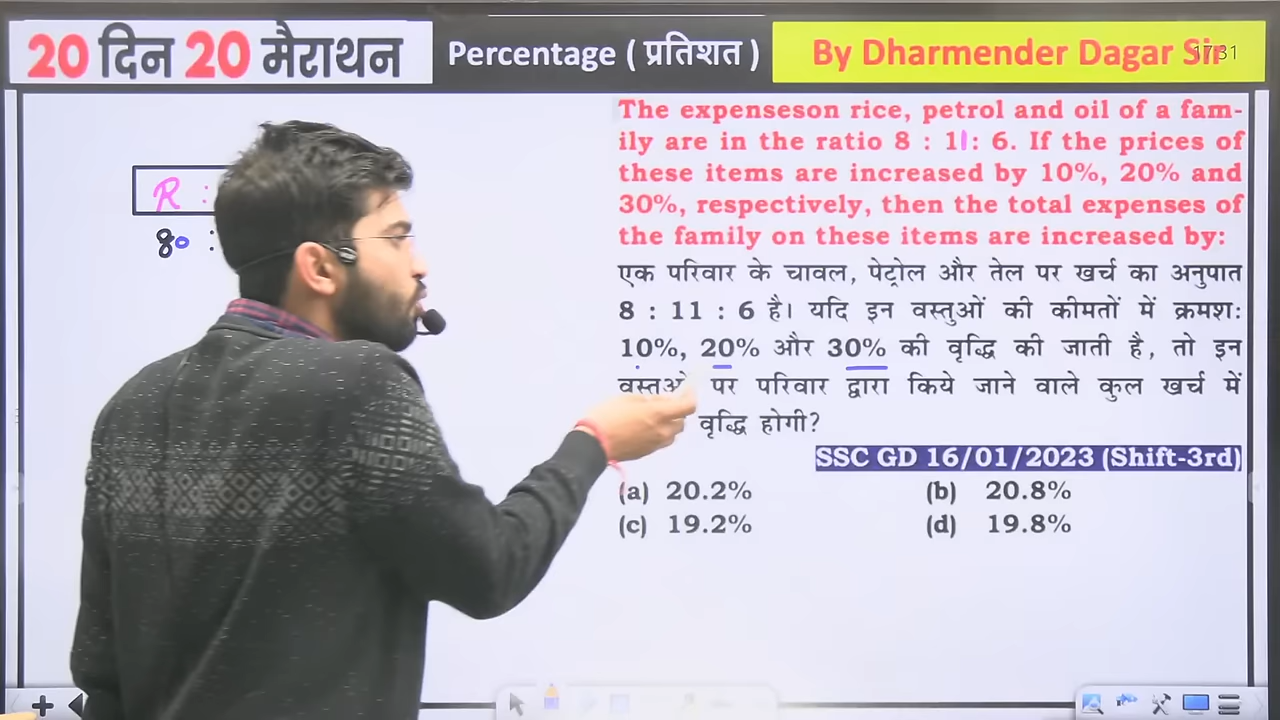 20 दिन 20 मैराथन
Percentage ( प्रतिशत )
By Dharmender Dagar Sir
17:31
The expenseson rice, petrol and oil of a fam-
ily are in the ratio 8 : 11 : 6. If the prices of
these items are increased by 10%, 20% and
30%, respectively, then the total expenses of
the family on these items are increased by:
एक परिवार के चावल, पेट्रोल और तेल पर खर्च का अनुपात
8 : 11 : 6 है। यदि इन वस्तुओं की कीमतों में क्रमशः
10%, 20% और 30% की वृद्धि की जाती है, तो इन
वस्तुओं पर परिवार द्वारा किये जाने वाले कुल खर्च में
वृद्धि होगी?
SSC GD 16/01/2023 (Shift-3rd)
(a) 20.2% (b) 20.8%
(c) 19.2% (d) 19.8%
R :
80 :